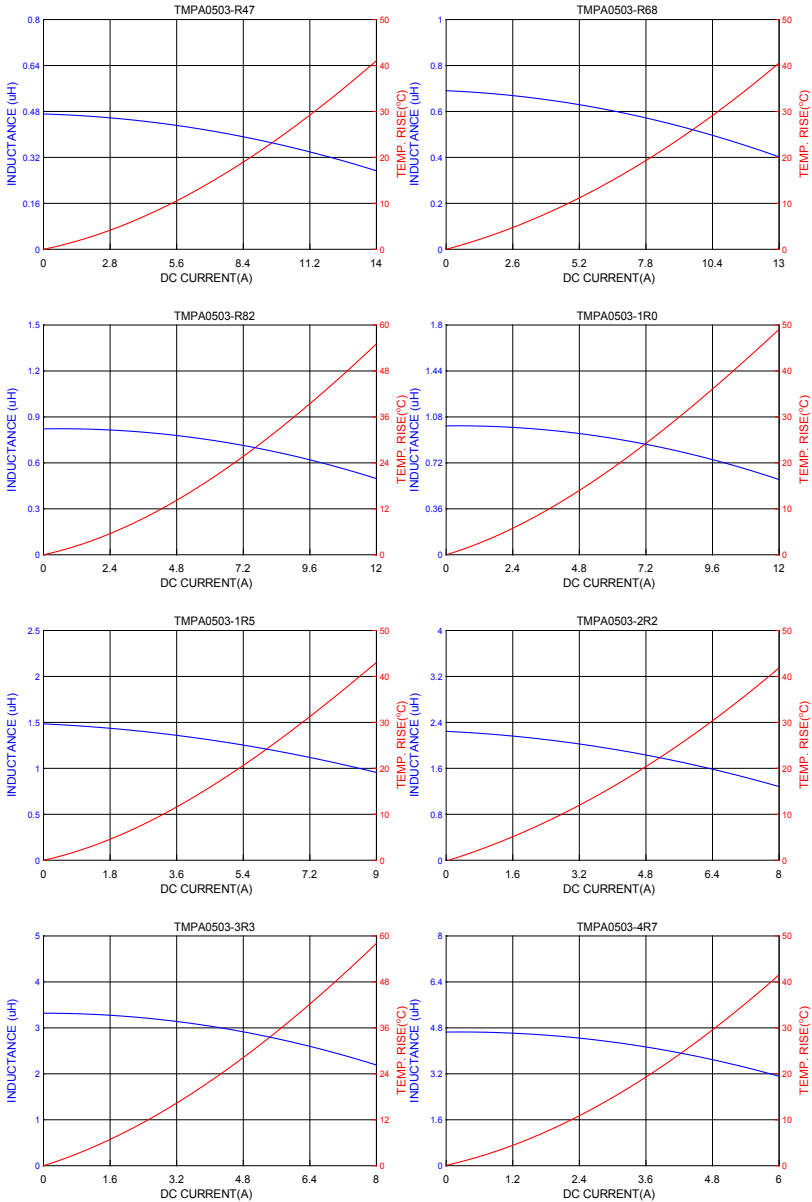 TMPA0503-R47
INDUCTANCE (uH)
0.8
0.64
0.48
0.32
0.16
0
50
40
30
20
10
0
TEMP. RISE(°C)
0 2.8 5.6 8.4 11.2 14
DC CURRENT(A)
TMPA0503-R68
INDUCTANCE (uH)
1
0.8
0.6
0.4
0.2
0
50
40
30
20
10
0
TEMP. RISE(°C)
0 2.6 5.2 7.8 10.4 13
DC CURRENT(A)
TMPA0503-R82
INDUCTANCE (uH)
1.5
1.2
0.9
0.6
0.3
0
60
48
36
24
12
0
TEMP. RISE(°C)
0 2.4 4.8 7.2 9.6 12
DC CURRENT(A)
TMPA0503-1R0
INDUCTANCE (uH)
1.8
1.44
1.08
0.72
0.36
0
50
40
30
20
10
0
TEMP. RISE(°C)
0 2.4 4.8 7.2 9.6 12
DC CURRENT(A)
TMPA0503-1R5
INDUCTANCE (uH)
2.5
2
1.5
1
0.5
0
50
40
30
20
10
0
TEMP. RISE(°C)
0 1.8 3.6 5.4 7.2 9
DC CURRENT(A)
TMPA0503-2R2
INDUCTANCE (uH)
4
3.2
2.4
1.6
0.8
0
50
40
30
20
10
0
TEMP. RISE(°C)
0 1.6 3.2 4.8 6.4 8
DC CURRENT(A)
TMPA0503-3R3
INDUCTANCE (uH)
5
4
3
2
1
0
60
48
36
24
12
0
TEMP. RISE(°C)
0 1.6 3.2 4.8 6.4 8
DC CURRENT(A)
TMPA0503-4R7
INDUCTANCE (uH)
8
6.4
4.8
3.2
1.6
0
50
40
30
20
10
0
TEMP. RISE(°C)
0 1.2 2.4 3.6 4.8 6
DC CURRENT(A)